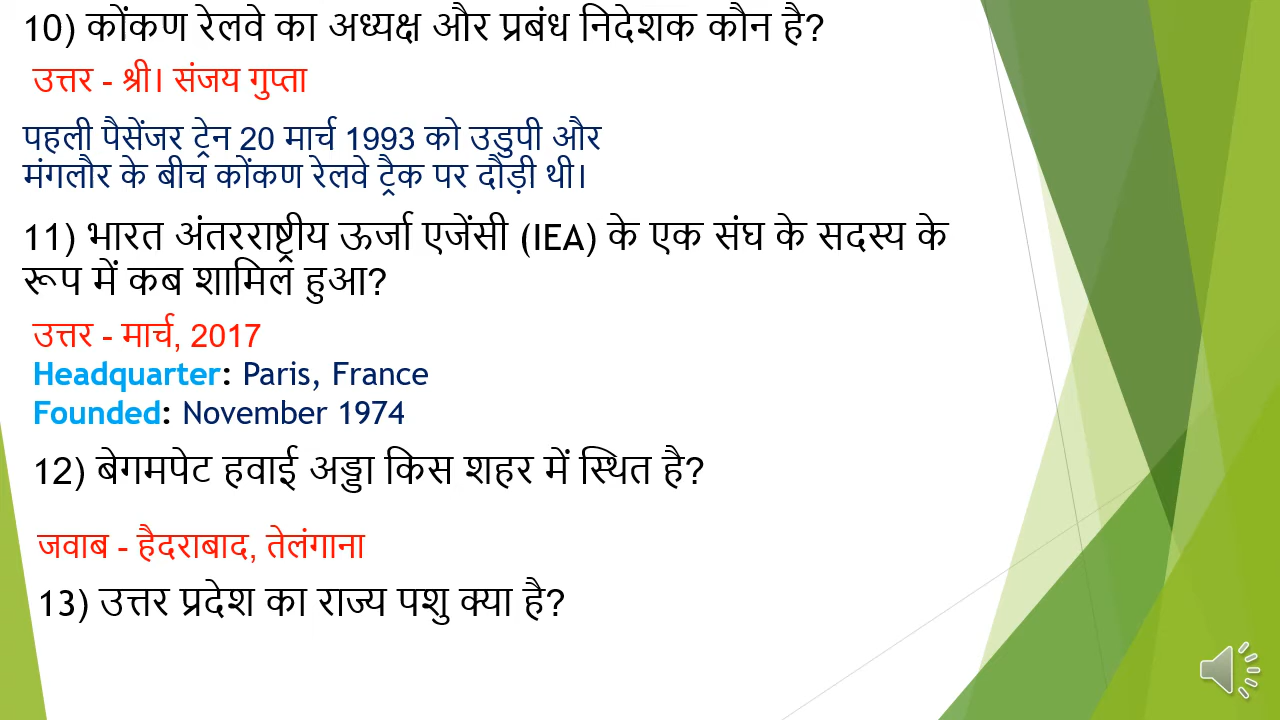 10) कोंकण रेलवे का अध्यक्ष और प्रबंध निदेशक कौन है?
उत्तर - श्री। संजय गुप्ता
पहली पैसेंजर ट्रेन 20 मार्च 1993 को उडुपी और
मंगलौर के बीच कोंकण रेलवे ट्रैक पर दौड़ी थी।
11) भारत अंतरराष्ट्रीय ऊर्जा एजेंसी (IEA) के एक संघ के सदस्य के
रूप में कब शामिल हुआ?
उत्तर - मार्च, 2017
Headquarter: Paris, France
Founded: November 1974
12) बेगमपेट हवाई अड्डा किस शहर में स्थित है?
जवाब - हैदराबाद, तेलंगाना
13) उत्तर प्रदेश का राज्य पशु क्या है?